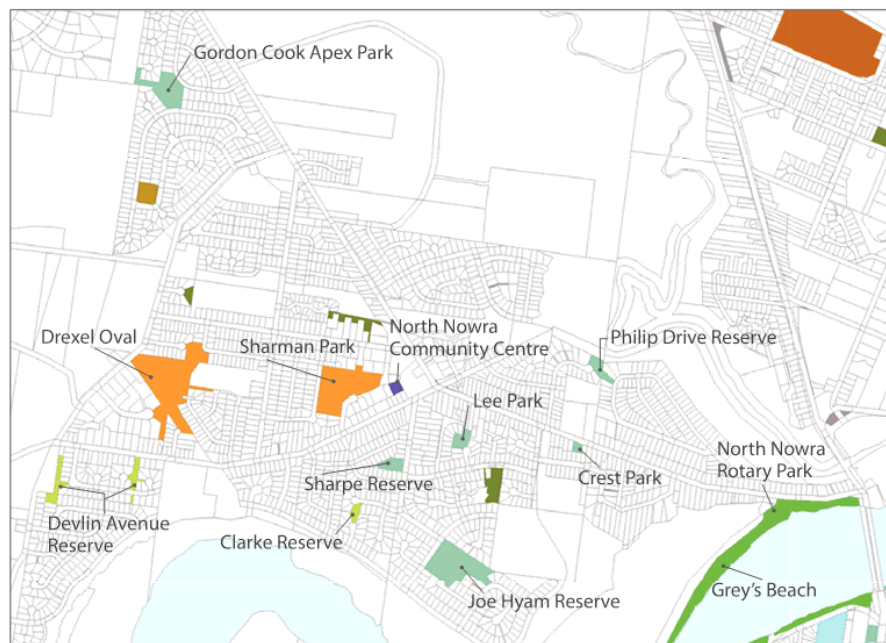 Gordon Cook Apex Park
Drexel Oval
Sharman Park
North Nowra
Community Centre
Philip Drive Reserve
Lee Park
Sharpe Reserve
Crest Park
North Nowra
Rotary Park
Devlin Avenue
Reserve
Clarke Reserve
Joe Hyam Reserve
Grey's Beach